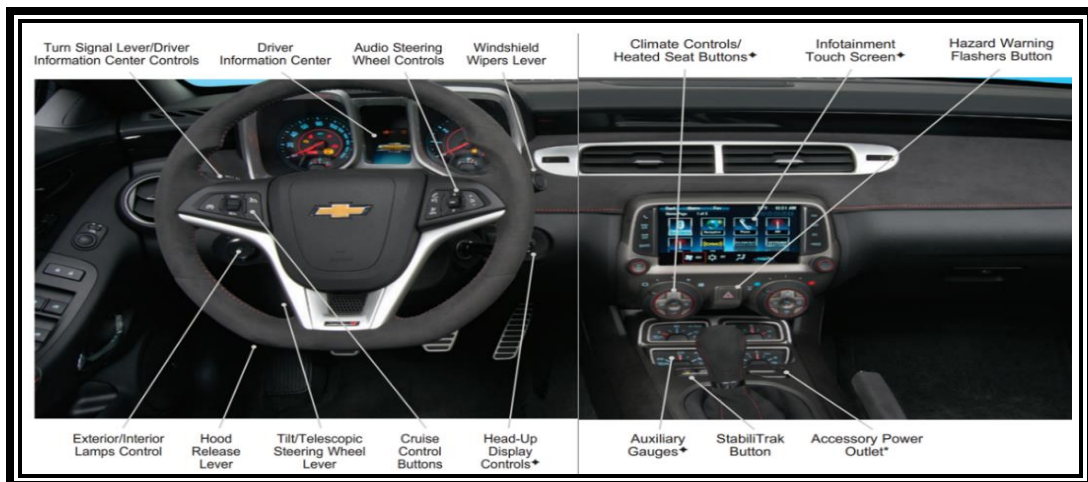 Turn Signal Lever/Driver
Information Center Controls
Driver
Information Center
Audio Steering
Wheel Controls
Windshield
Wipers Lever
Climate Controls/
Heated Seat Buttons✦
Infotainment
Touch Screen✦
Hazard Warning
Flashers Button
Exterior/Interior
Lamps Control
Hood
Release
Lever
Tilt/Telescopic
Steering Wheel
Lever
Cruise
Control
Buttons
Head-Up
Display
Controls✦
Auxiliary
Gauges✦
StabiliTrak
Button
Accessory Power
Outlet*